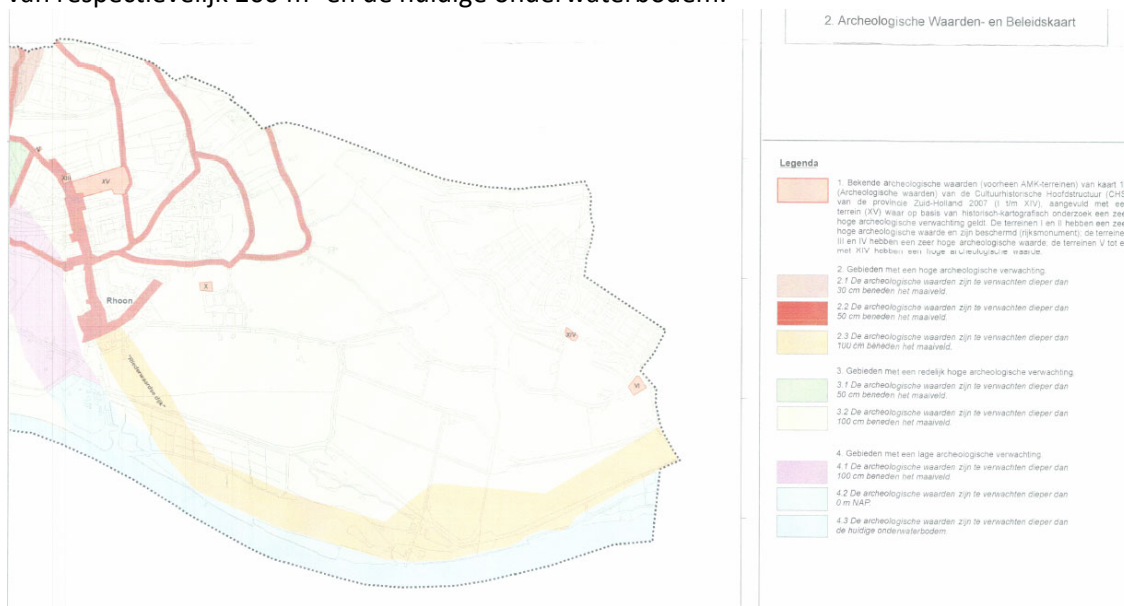 van respectievelijk 200 m² en de huidige onderwaterbodem.
2. Archeologische Waarden- en Beleidskaart
Legenda
1. Bekende archeologische waarden (voorheen AMK-terreinen) van kaart 1
(Archeologische waarden) van de Cultuurhistorische Hoofdstructuur (CHS
van de provincie Zuid-Holland 2007 (I t/m XIV), aangevuld met ee
terrein (XV) waar op basis van historisch-kartografisch onderzoek een zee
hoge archeologische verwachting geldt. De terreinen I en II hebben een zee
hoge archeologische waarde en zijn beschermd (rijksmonument); de terreine
III en IV hebben een zeer hoge archeologische waarde; de terreinen V tot e
met XIV hebben een hoge archeologische waarde.
2. Gebieden met een hoge archeologische verwachting.
2.1 De archeologische waarden zijn te verwachten dieper dan
30 cm beneden het maaiveld.
2.2 De archeologische waarden zijn te verwachten dieper dan
50 cm beneden het maaiveld.
2.3 De archeologische waarden zijn te verwachten dieper dan
100 cm beneden het maaiveld.
3. Gebieden met een redelijk hoge archeologische verwachting.
3.1 De archeologische waarden zijn te verwachten dieper dan
50 cm beneden het maaiveld.
3.2 De archeologische waarden zijn te verwachten dieper dan
100 cm beneden het maaiveld.
4. Gebieden met een lage archeologische verwachting
4.1 De archeologische waarden zijn te verwachten dieper dan
100 cm beneden het maaiveld
4.2 De archeologische waarden zijn te verwachten dieper dan
0 m NAP
4.3 De archeologische waarden zijn te verwachten dieper dan
de huidige onderwaterbodem.
V
XIII
XV
X
Rhoon
XIV
VI